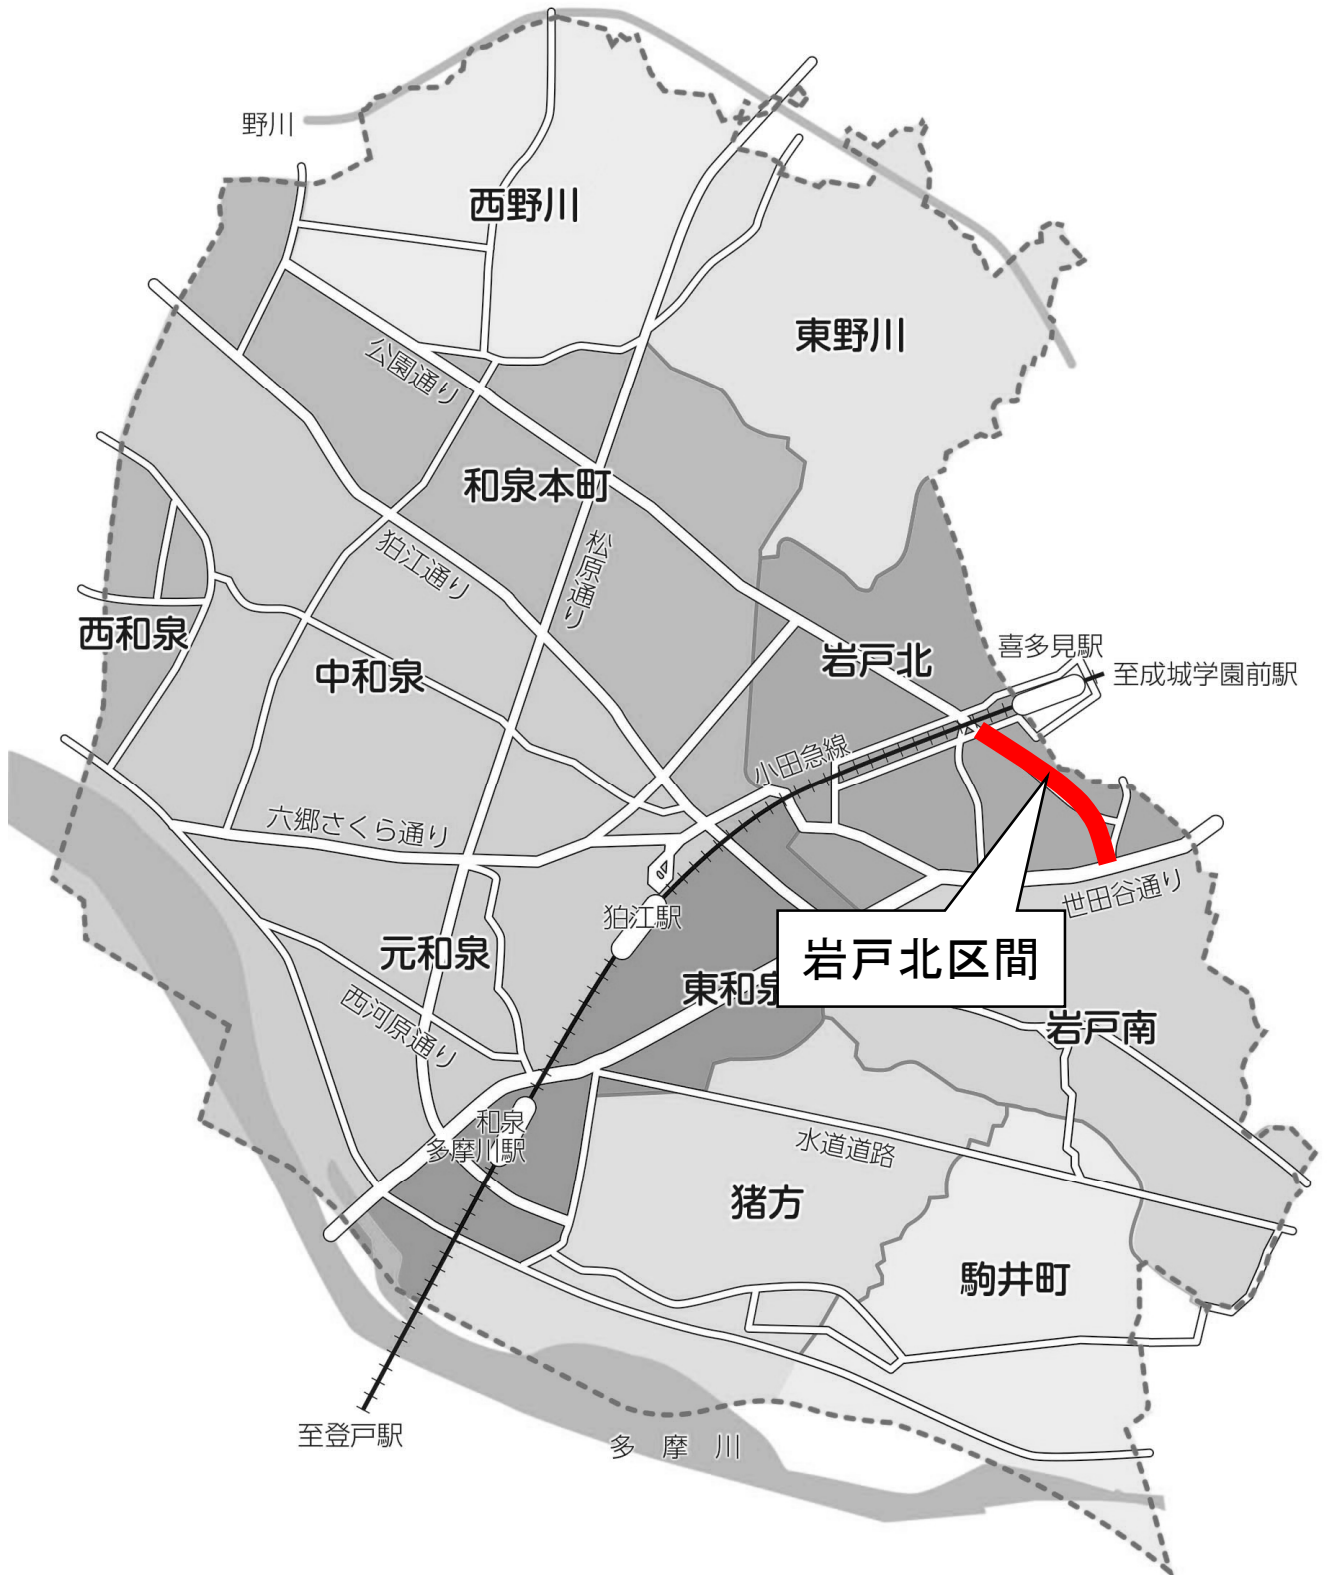 野川
西野川
東野川
公園通り
和泉本町
狛江通り
松原通り
西和泉
中和泉
岩戸北
喜多見駅
至成城学園前駅
小田急線
六郷さくら通り
世田谷通り
狛江駅
岩戸北区間
元和泉
東和泉
西河原通り
岩戸南
和泉
多摩川駅
水道道路
猪方
駒井町
至登戸駅
多摩川